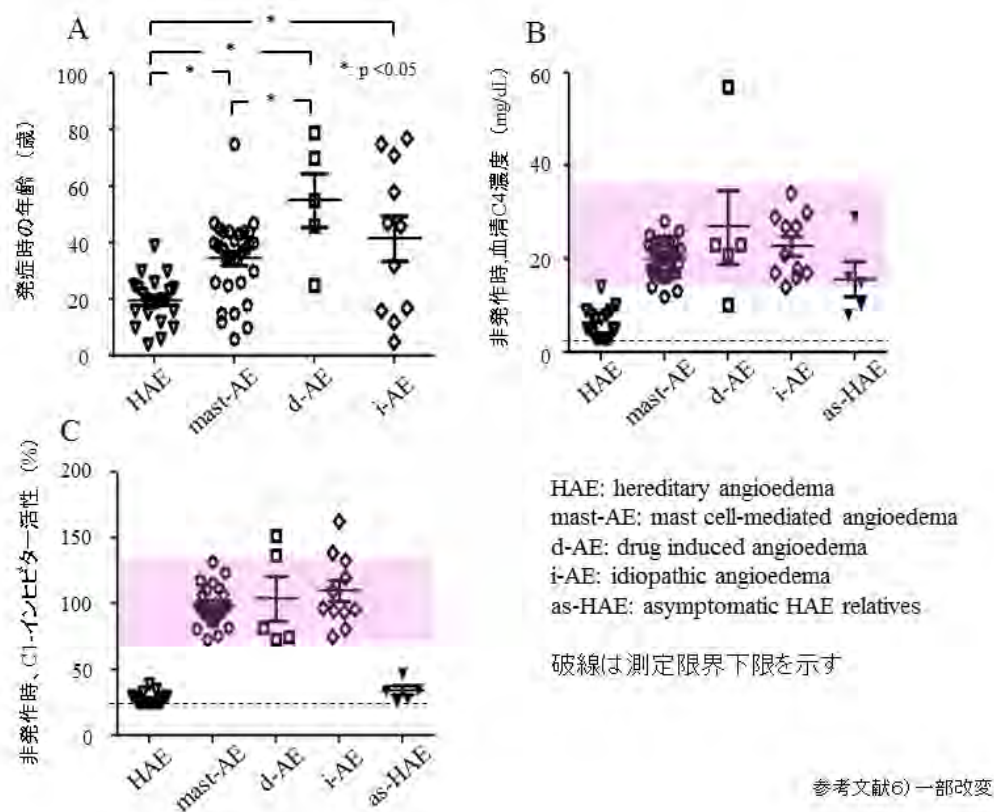 A
*
*
*
*
* p <0.05
発症時の年齢（歳）
100
80
60
40
20
0
HAE
mast-AE
d-AE
i-AE
B
非発作時,血清C4濃度（mg/dL）
60
40
20
0
HAE
mast-AE
d-AE
i-AE
as-HAE
C
非発作時、C1-インヒビター活性（%）
200
150
100
50
0
HAE
mast-AE
d-AE
i-AE
as-HAE
HAE: hereditary angioedema
mast-AE: mast cell-mediated angioedema
d-AE: drug induced angioedema
i-AE: idiopathic angioedema
as-HAE: asymptomatic HAE relatives
破線は測定限界下限を示す
参考文献6）一部改変